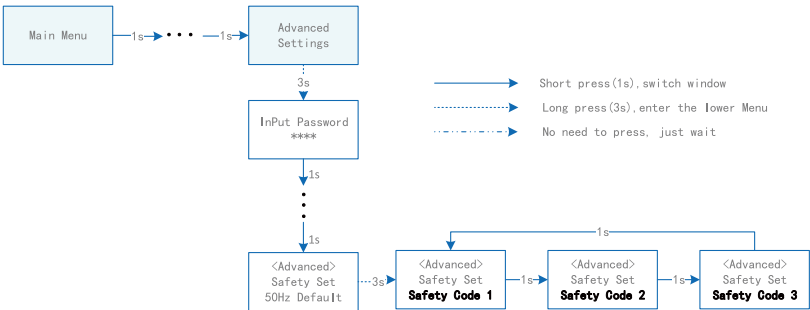 Main Menu
1s
1s
Advanced
Settings
Short press(1s),switch window
3s
Long press(3s),enter the lower Menu
InPut Password
****
No need to press, just wait
1s
1s
1s
<Advanced>
Safety Set
50Hz Default
3s
<Advanced>
Safety Set
Safety Code 1
1s
<Advanced>
Safety Set
Safety Code 2
1s
<Advanced>
Safety Set
Safety Code 3